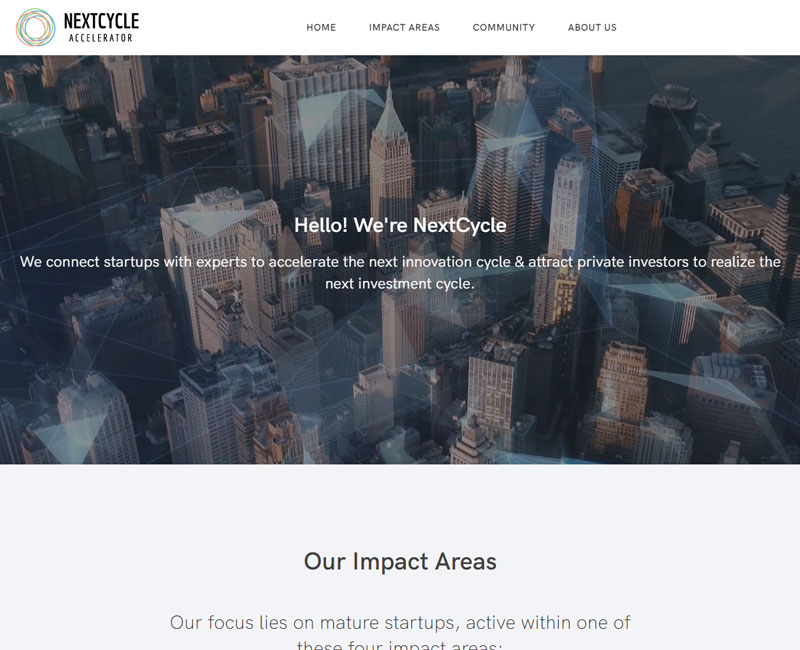 NEXTCYCLE
ACCELERATOR
HOME IMPACT AREAS COMMUNITY ABOUT US
Hello! We're NextCycle
We connect startups with experts to accelerate the next innovation cycle & attract private investors to realize the
next investment cycle.
Our Impact Areas
Our focus lies on mature startups, active within one of
these four impact areas: